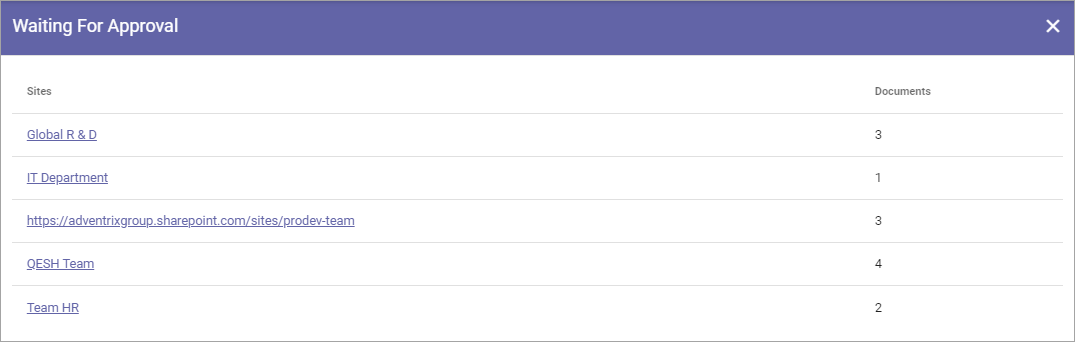 Waiting For Approval
Sites Documents
Global R & D 3
IT Department 1
https://adventrixgroup.sharepoint.com/sites/prodev-team 3
QESH Team 4
Team HR 2